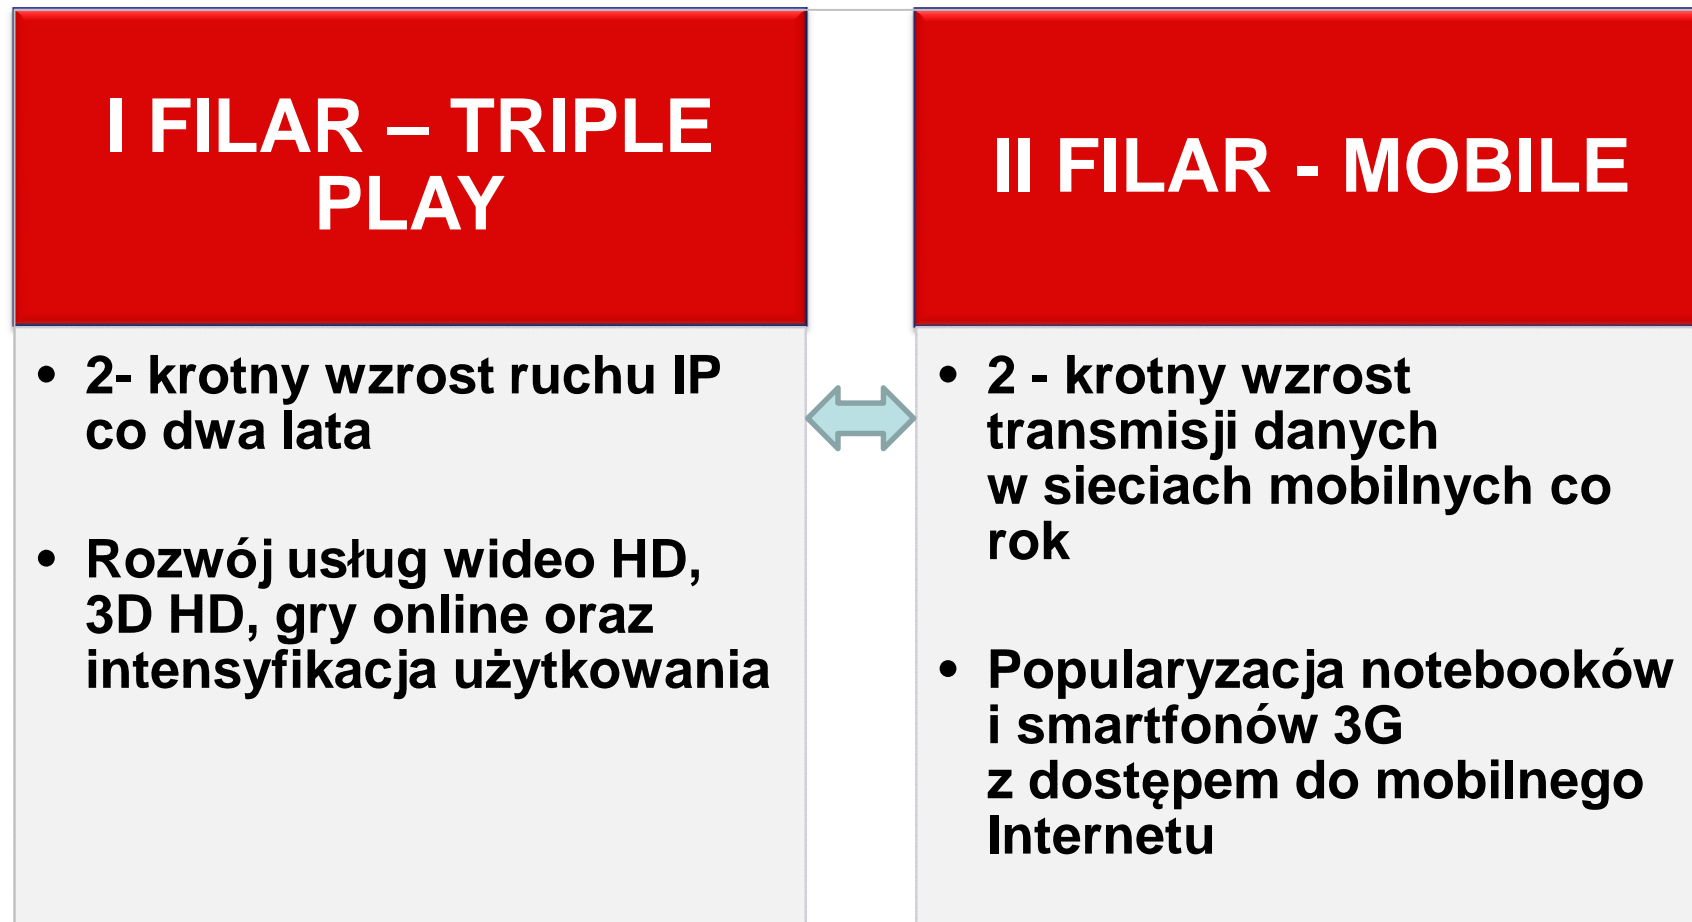 I FILAR – TRIPLE
PLAY
• 2- krotny wzrost ruchu IP
co dwa lata
• Rozwój usług wideo HD,
3D HD, gry online oraz
intensyfikacja użytkowania
II FILAR - MOBILE
• 2 - krotny wzrost
transmisji danych
w sieciach mobilnych co
rok
• Popularyzacja notebooków
i smartfonów 3G
z dostępem do mobilnego
Internetu